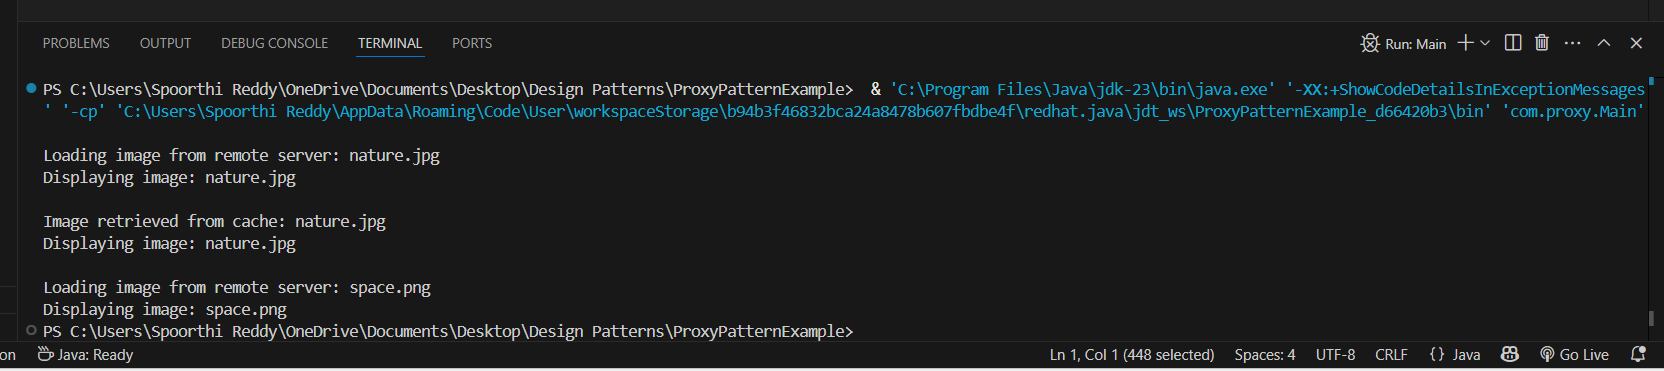 PROBLEMS OUTPUT DEBUG CONSOLE TERMINAL PORTS Run: Main
PS C:\Users\Spoorthi Reddy\OneDrive\Documents\Desktop\Design Patterns\ProxyPatternExample>  & 'C:\Program Files\Java\jdk-23\bin\java.exe' '-XX:+ShowCodeDetailsInExceptionMessages
' '-cp' 'C:\Users\Spoorthi Reddy\AppData\Roaming\Code\User\workspaceStorage\b94b3f46832bca24a8478b607fbdbe4f\redhat.java\jdt_ws\ProxyPatternExample_d66420b3\bin' 'com.proxy.Main'
Loading image from remote server: nature.jpg
Displaying image: nature.jpg
Image retrieved from cache: nature.jpg
Displaying image: nature.jpg
Loading image from remote server: space.png
Displaying image: space.png
PS C:\Users\Spoorthi Reddy\OneDrive\Documents\Desktop\Design Patterns\ProxyPatternExample>
on Java: Ready Ln 1, Col 1 (448 selected) Spaces: 4 UTF-8 CRLF {} Java Go Live